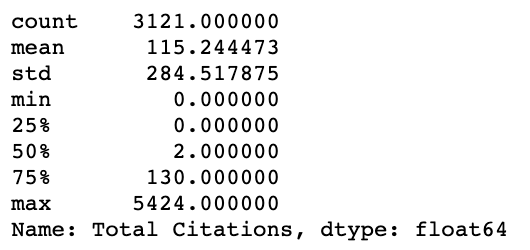 count    3121.000000
mean      115.244473
std       284.517875
min         0.000000
25%         0.000000
50%         2.000000
75%       130.000000
max      5424.000000
Name: Total Citations, dtype: float64